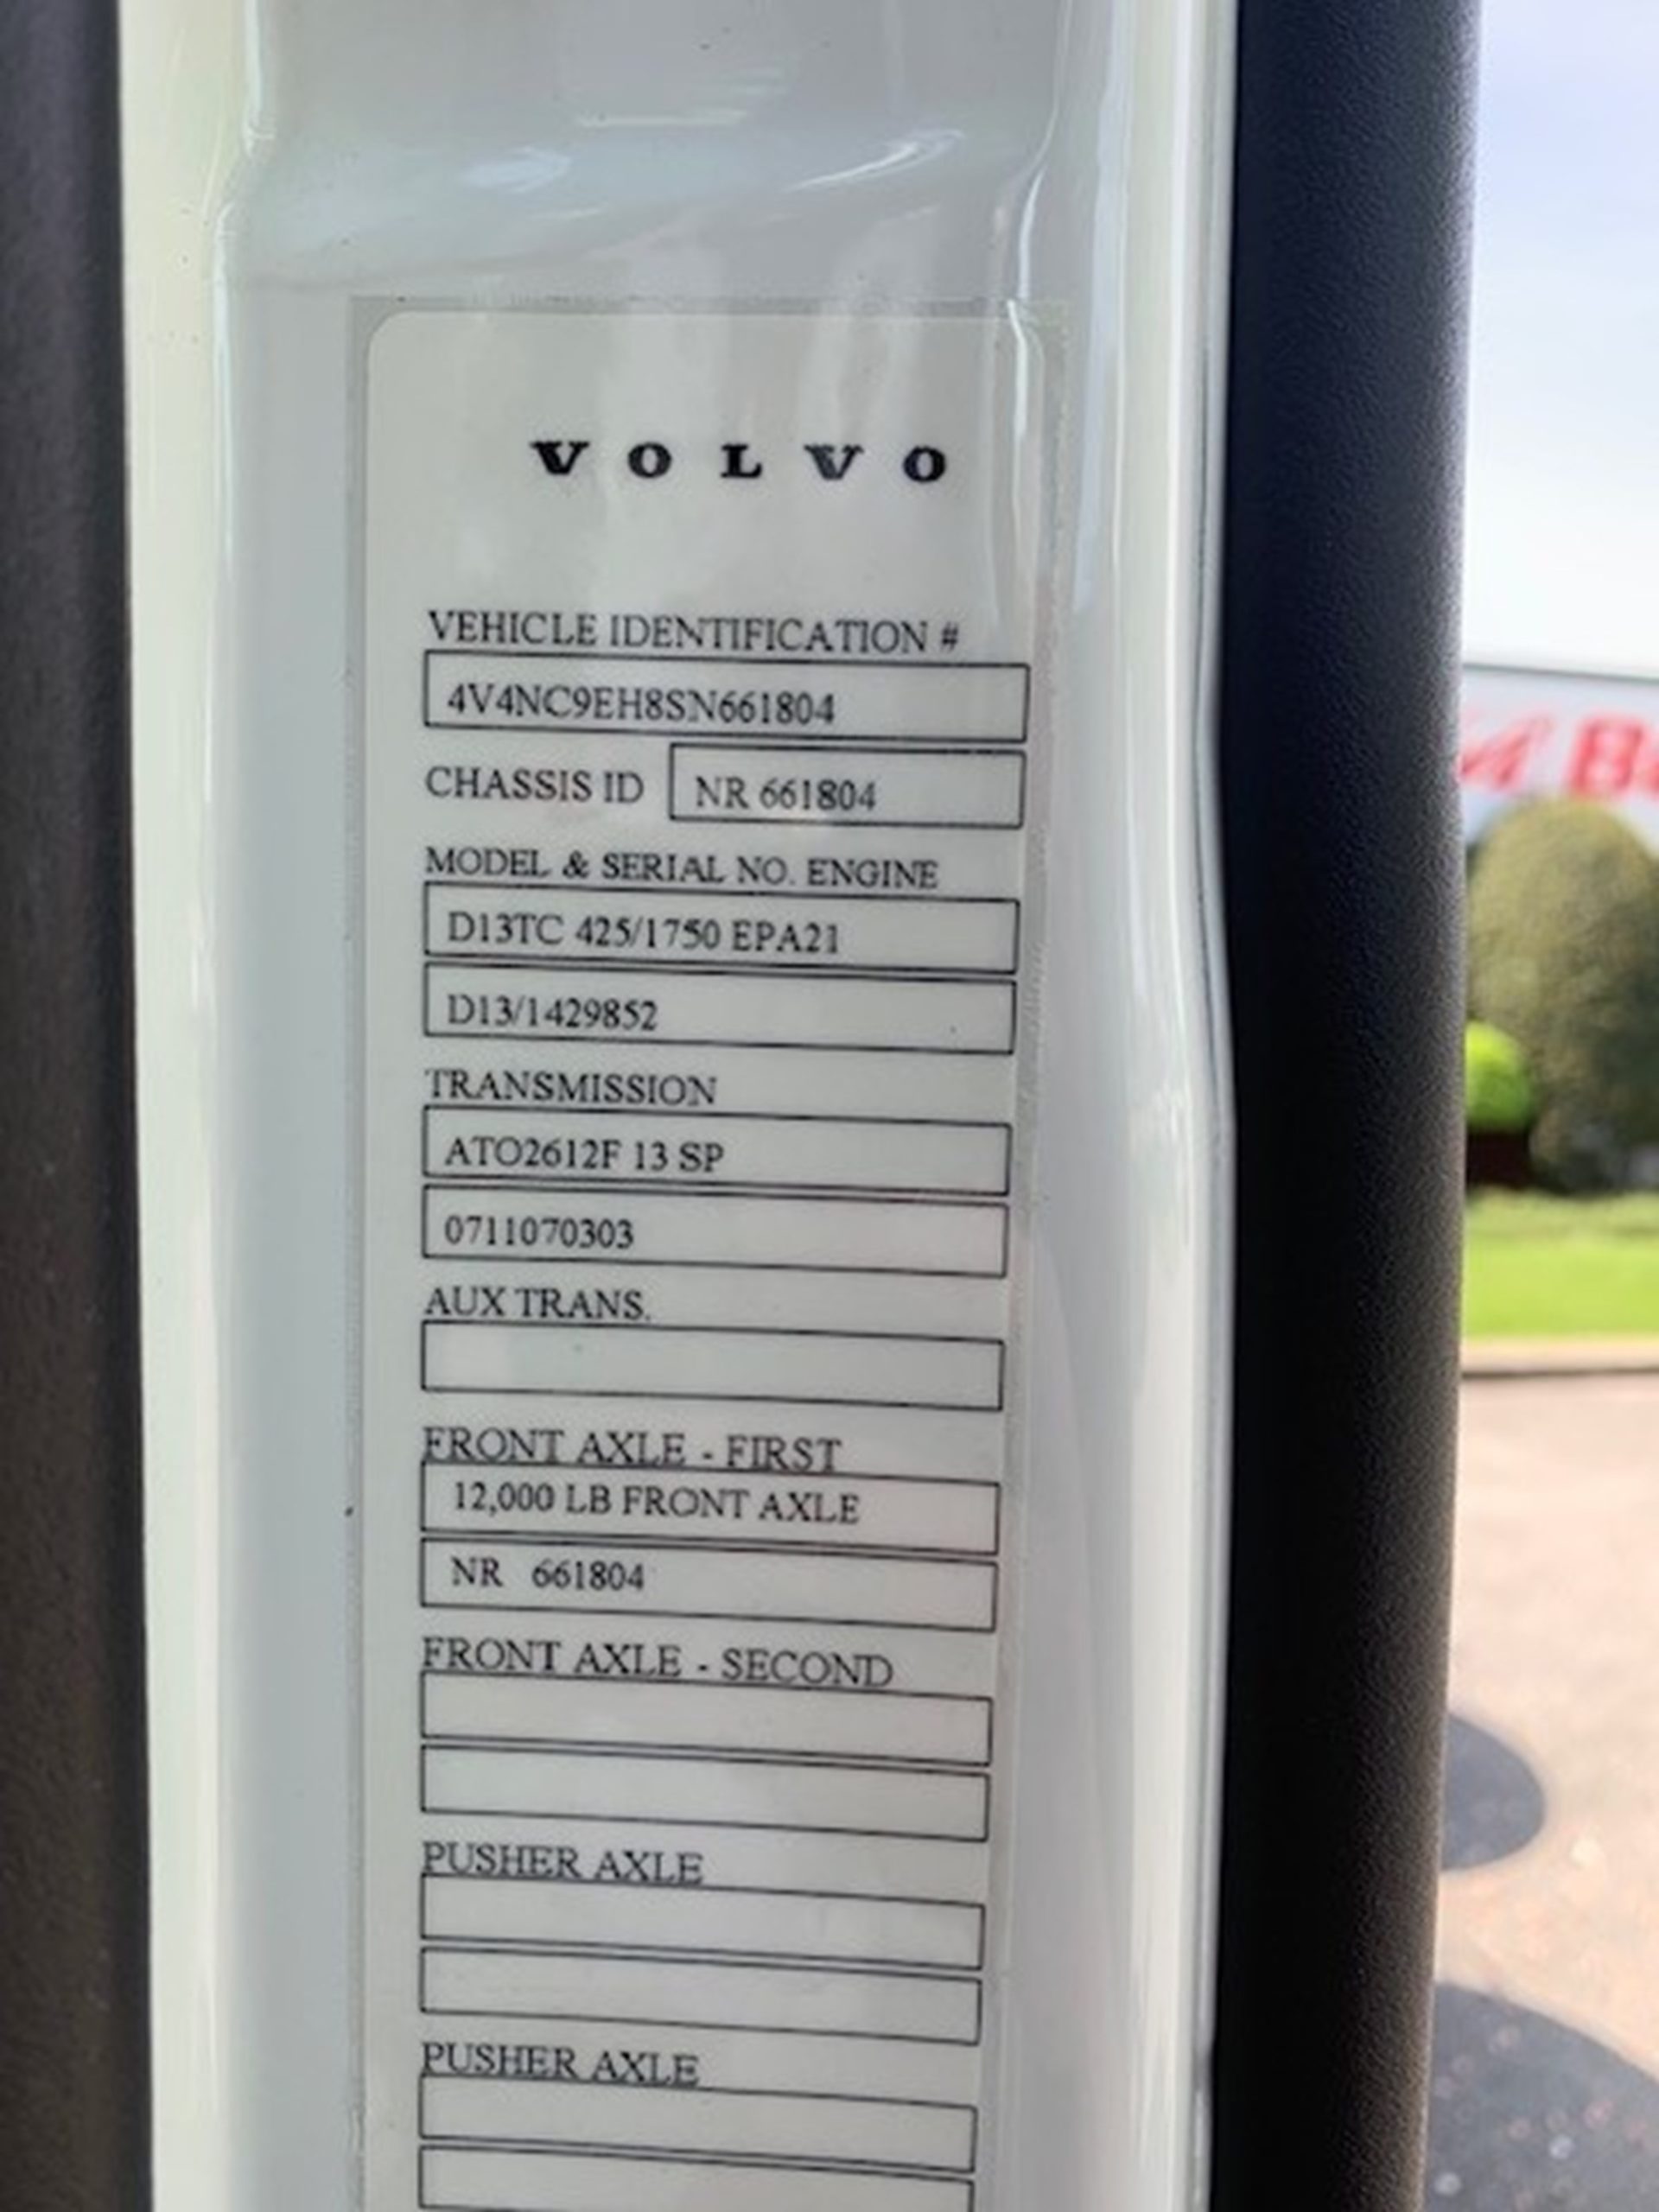 VOLVO
VEHICLE IDENTIFICATION #
4V4NC9EH8SN661804
CHASSIS ID NR 661804
MODEL & SERIAL NO. ENGINE
D13TC 425/1750 EPA21
D13/1429852
TRANSMISSION
ATO2612F 13 SP
0711070303
AUX TRANS.
FRONT AXLE - FIRST
12,000 LB FRONT AXLE
NR 661804
FRONT AXLE - SECOND
PUSHER AXLE
PUSHER AXLE